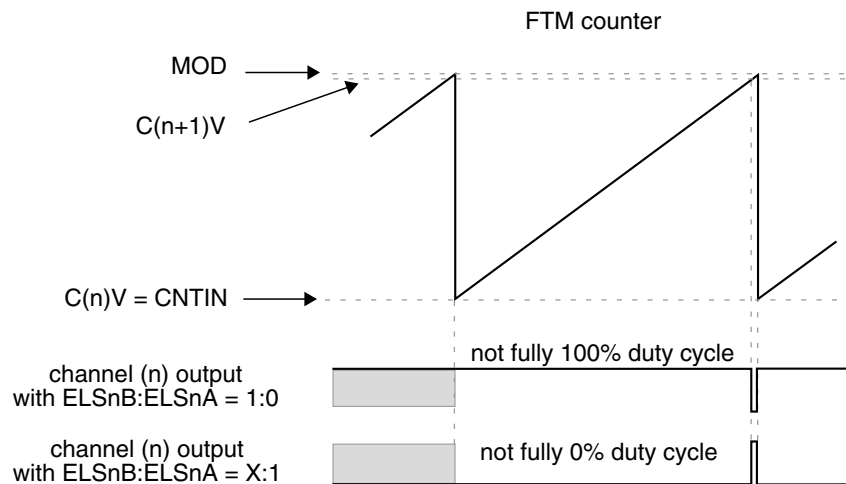 FTM counter
MOD
C(n+1)V
C(n)V = CNTIN
not fully 100% duty cycle
channel (n) output
with ELSnB:ELSnA = 1:0
channel (n) output
with ELSnB:ELSnA = X:1
not fully 0% duty cycle